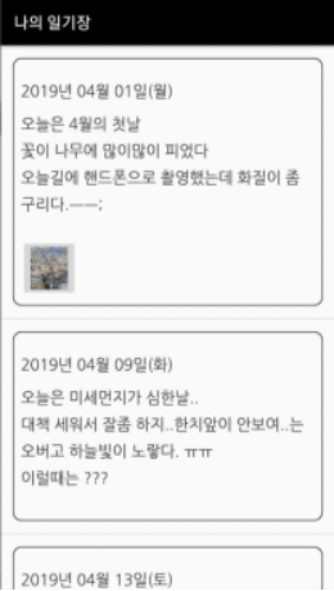 나의 일기장
2019년 04월 01일(월)
오늘은 4월의 첫날
꽃이 나무에 많이많이 피었다
오늘길에 핸드폰으로 촬영했는데 화질이 좀
구리다.ㅡㅡ;
2019년 04월 09일(화)
오늘은 미세먼지가 심한날..
대책 세워서 잘좀 하지..한치앞이 안보여..는
오버고 하늘빛이 노랗다. ㅠㅠ
이럴때는 ???
2019년 04월 13일(토)